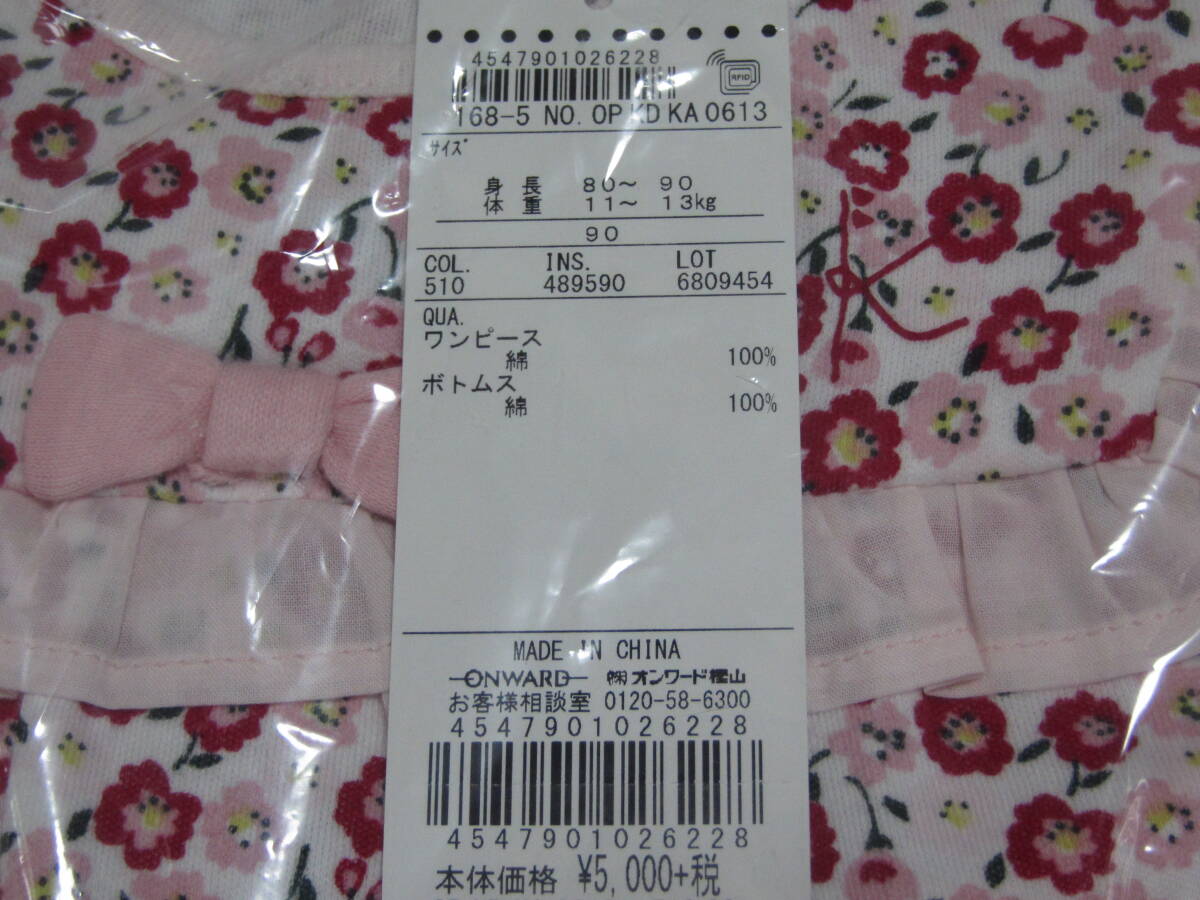 4547901026228
RFID
168-5 NO. OP KD KA0613
サイズ
身長 80～ 90
体重 11～ 13kg
90
COL. INS. LOT
510 489590 6809454
QUA.
ワンピース
綿 100%
ボトムス
綿 100%
MADE IN CHINA
ONWARD ㈱オンワード樫山
お客様相談室 0120-58-6300
4547901026228
4547901026228
本体価格 ¥5,000+税